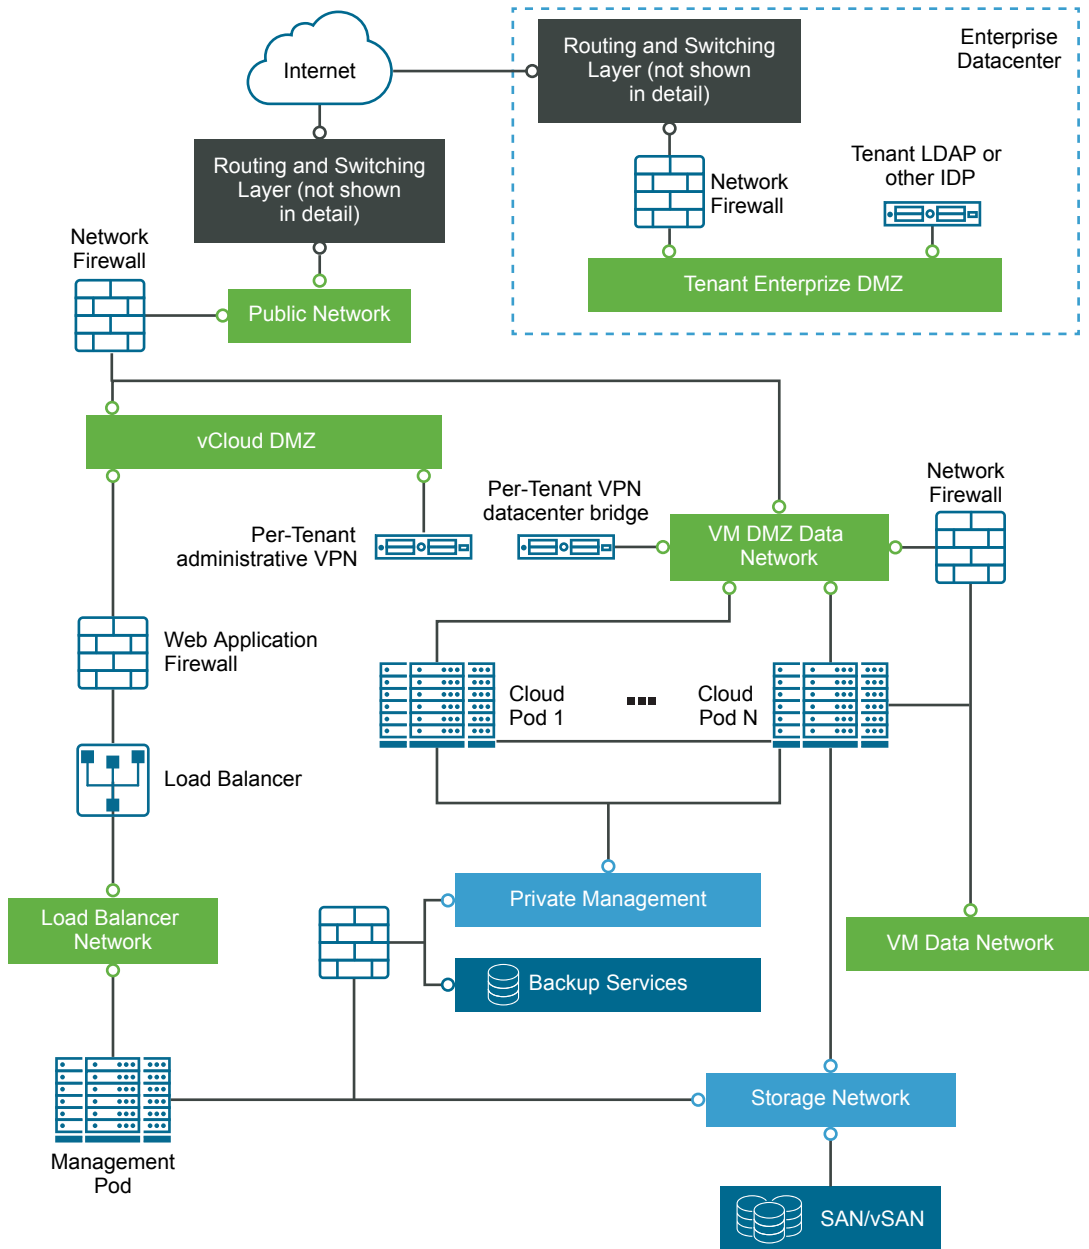 Internet
Routing and Switching
Layer (not shown
in detail)
Enterprise
Datacenter
Routing and Switching
Layer (not shown
in detail)
Network
Firewall
Tenant LDAP or
other IDP
Tenant Enterprize DMZ
Network
Firewall
Public Network
vCloud DMZ
Per-Tenant
administrative VPN
Per-Tenant VPN
datacenter bridge
VM DMZ Data
Network
Network
Firewall
Web Application
Firewall
Cloud
Pod 1
Cloud
Pod N
Load Balancer
Load Balancer
Network
Private Management
Backup Services
VM Data Network
Management
Pod
Storage Network
SAN/vSAN